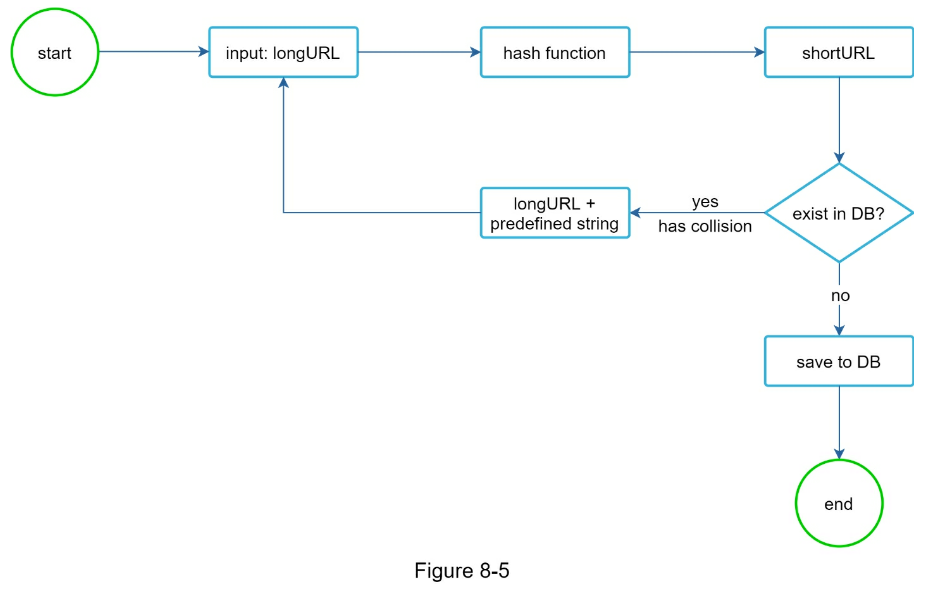 start
input: longURL
hash function
shortURL
longURL +
predefined string
yes
has collision
exist in DB?
no
save to DB
end
Figure 8-5